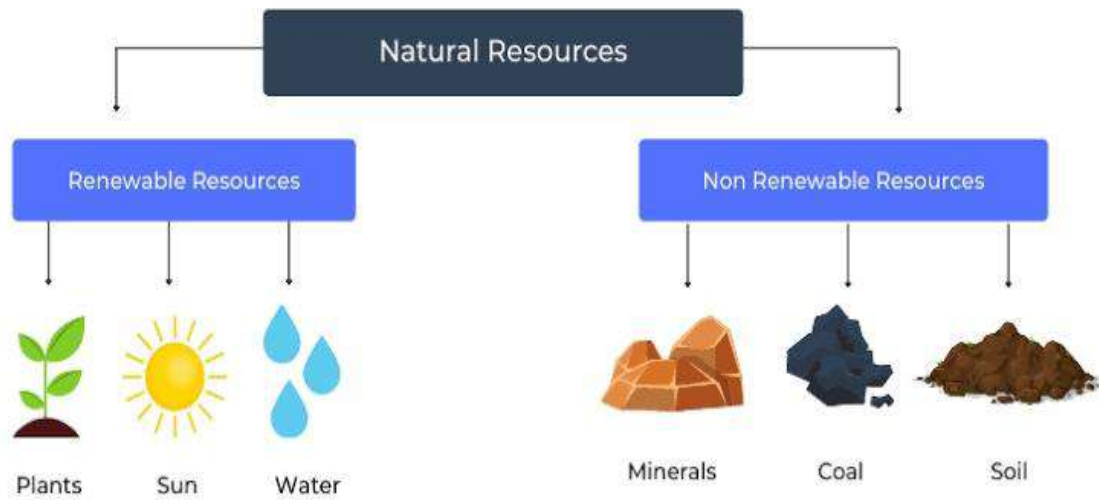 Natural Resources
Renewable Resources
Non Renewable Resources
Plants
Sun
Water
Minerals
Coal
Soil